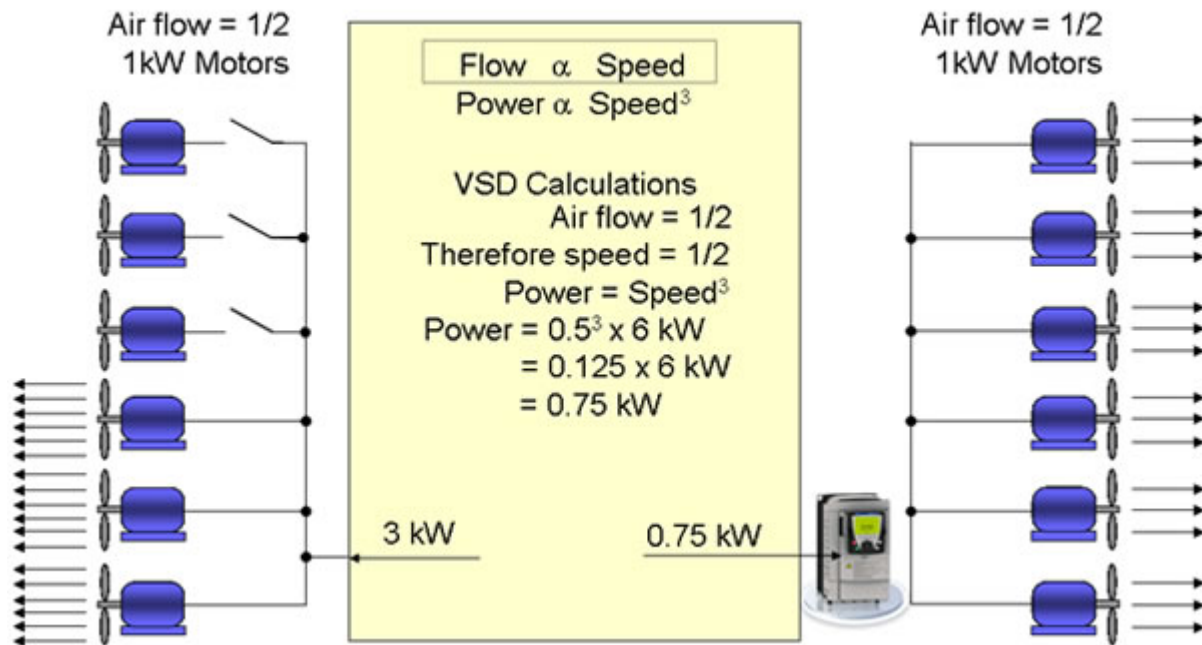 Air flow = 1/2
1kW Motors
Flow α Speed
Power α Speed³
VSD Calculations
Air flow = 1/2
Therefore speed = 1/2
Power = Speed³
Power = 0.5³ x 6 kW
= 0.125 x 6 kW
= 0.75 kW
3 kW
0.75 kW
Air flow = 1/2
1kW Motors